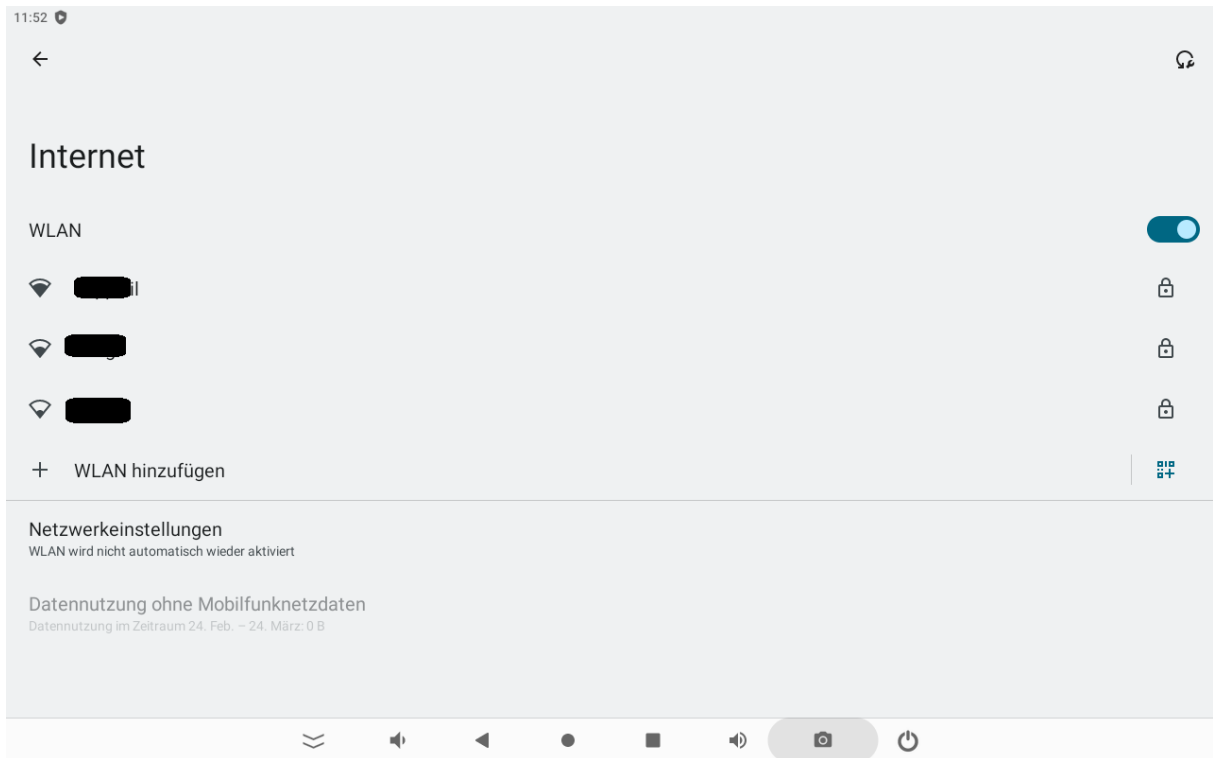 11:52
Internet
WLAN
il
WLAN hinzufügen
Netzwerkeinstellungen
WLAN wird nicht automatisch wieder aktiviert
Datennutzung ohne Mobilfunknetzdaten
Datennutzung im Zeitraum 24. Feb. – 24. März: 0 B